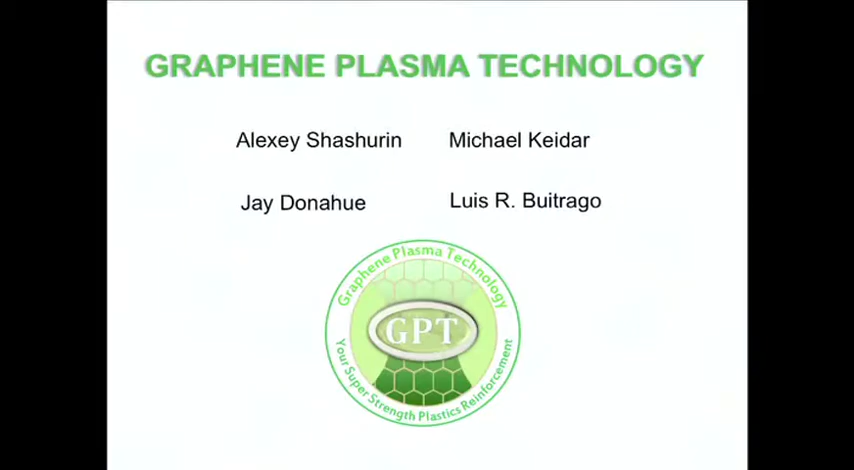 GRAPHENE PLASMA TECHNOLOGY
Alexey Shashurin Michael Keidar
Jay Donahue Luis R. Buitrago
Graphene Plasma Technology
GPT
Your Super Strength Plastics Reinforcement